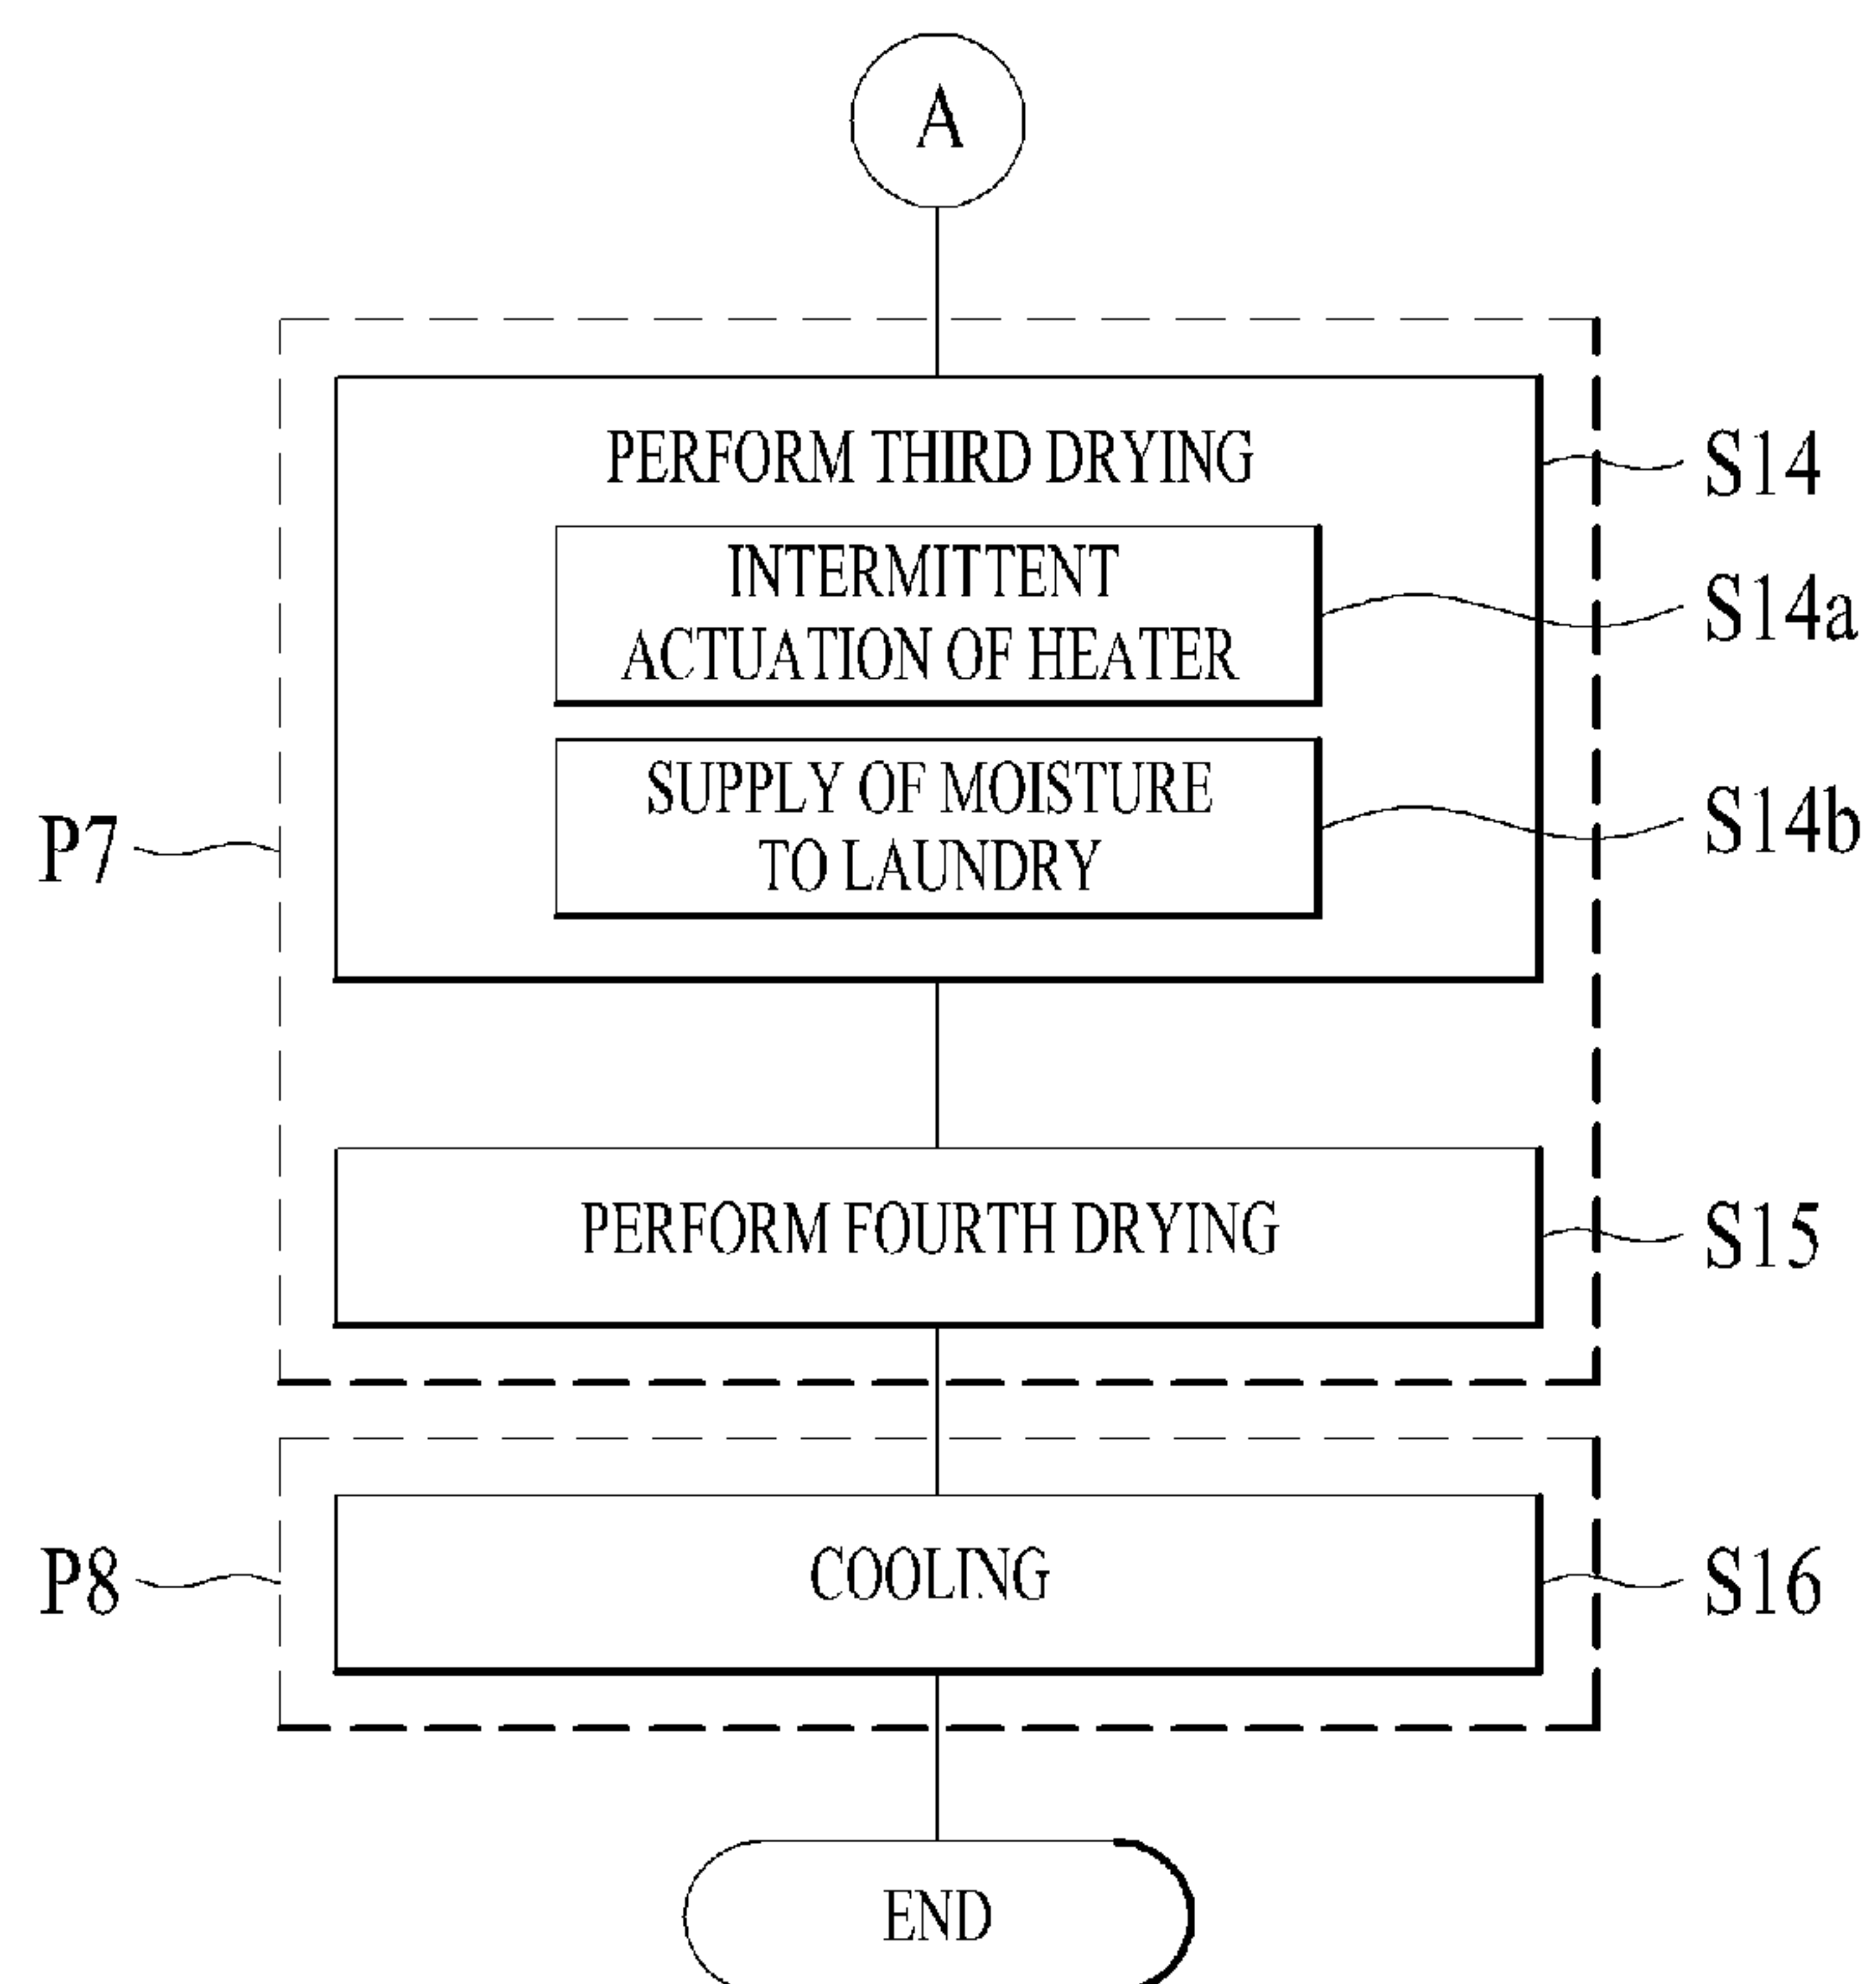 A
PERFORM THIRD DRYING
S14
INTERMITTENT
ACTUATION OF HEATER
S14a
SUPPLY OF MOISTURE
TO LAUNDRY
S14b
P7
PERFORM FOURTH DRYING
S15
P8
COOLING
S16
END